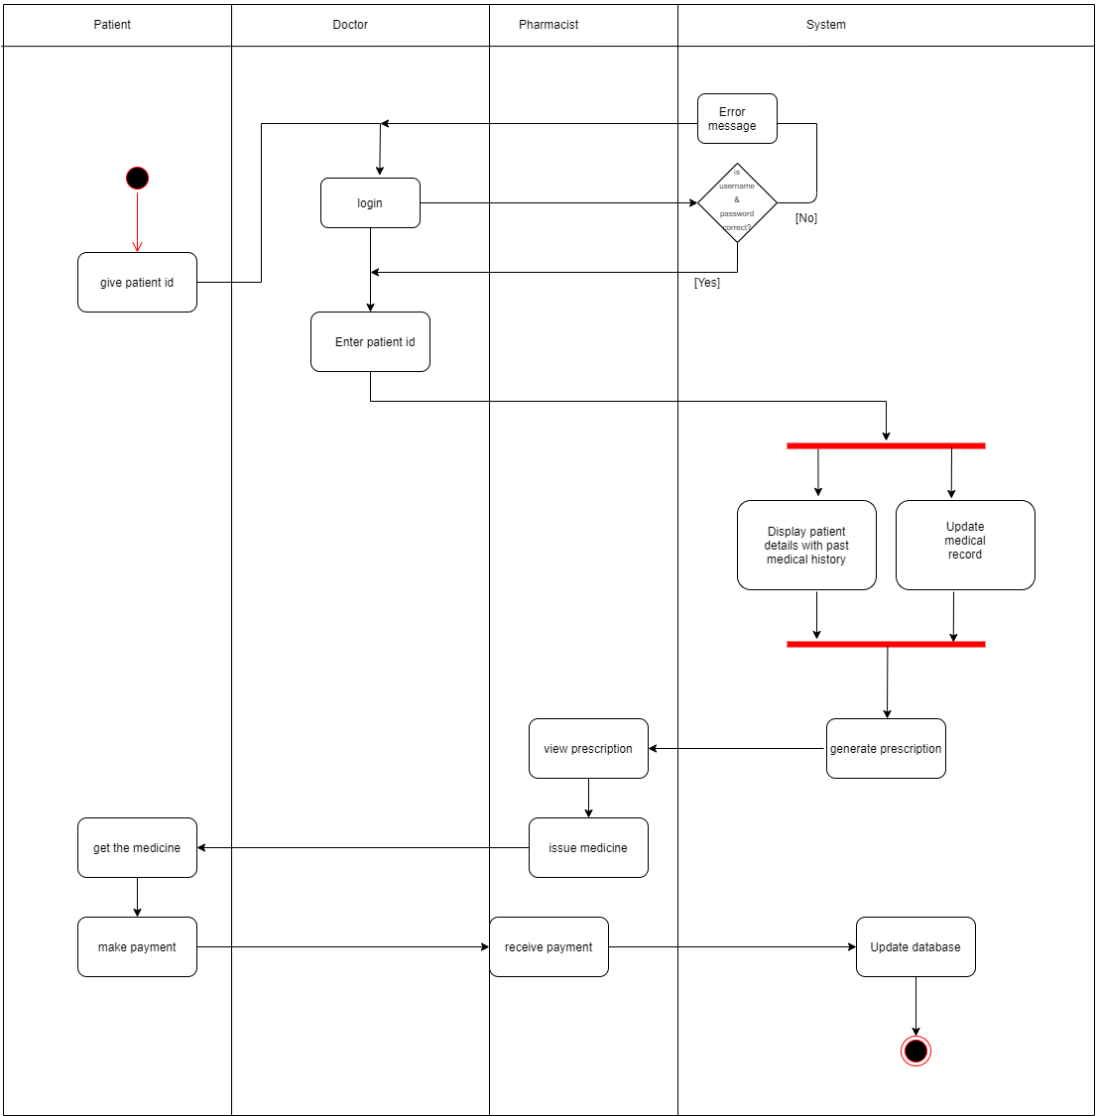 Patient
Doctor
Pharmacist
System
Error
message
is
username
&
password
correct?
[No]
login
[Yes]
give patient id
Enter patient id
Display patient
details with past
medical history
Update
medical
record
view prescription
generate prescription
get the medicine
issue medicine
make payment
receive payment
Update database